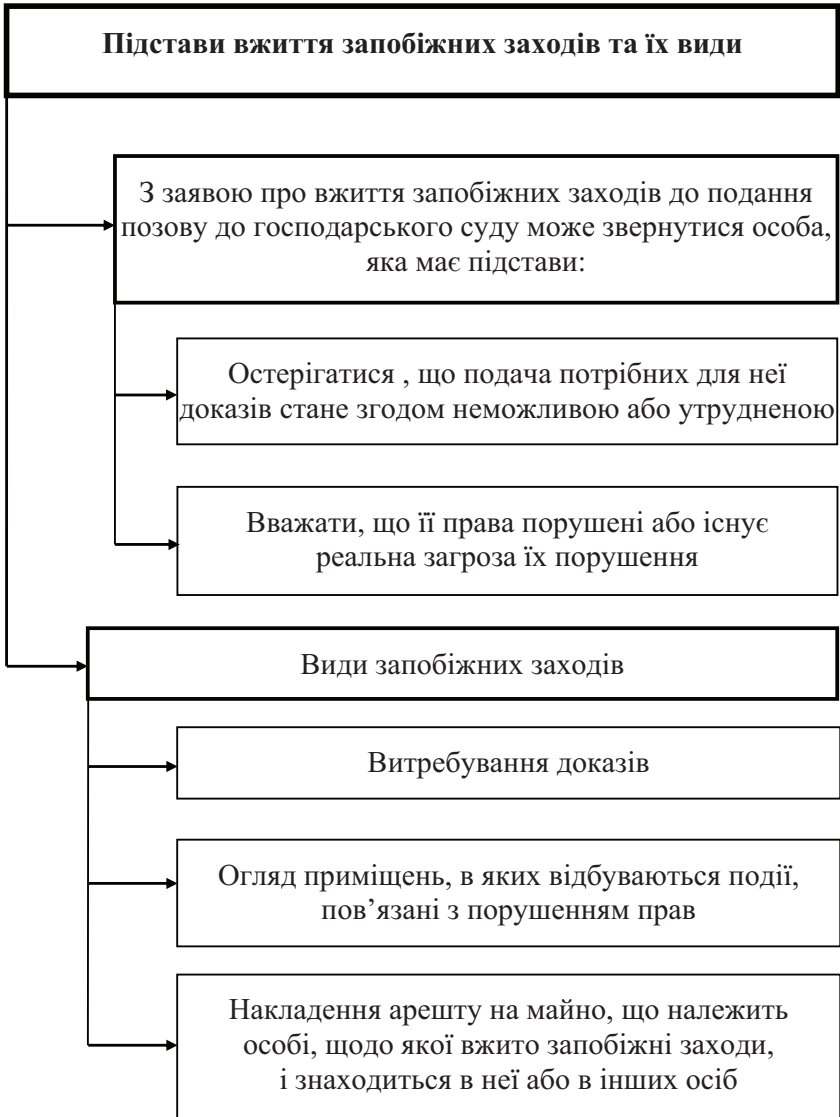 Підстави вжиття запобіжних заходів та їх види
З заявою про вжиття запобіжних заходів до подання
позову до господарського суду може звернутися особа,
яка має підстави:
Остерігатися , що подача потрібних для неї
доказів стане згодом неможливою або утрудненою
Вважати, що її права порушені або існує
реальна загроза їх порушення
Види запобіжних заходів
Витребування доказів
Огляд приміщень, в яких відбуваються події,
пов’язані з порушенням прав
Накладення арешту на майно, що належить
особі, щодо якої вжито запобіжні заходи,
і знаходиться в неї або в інших осіб